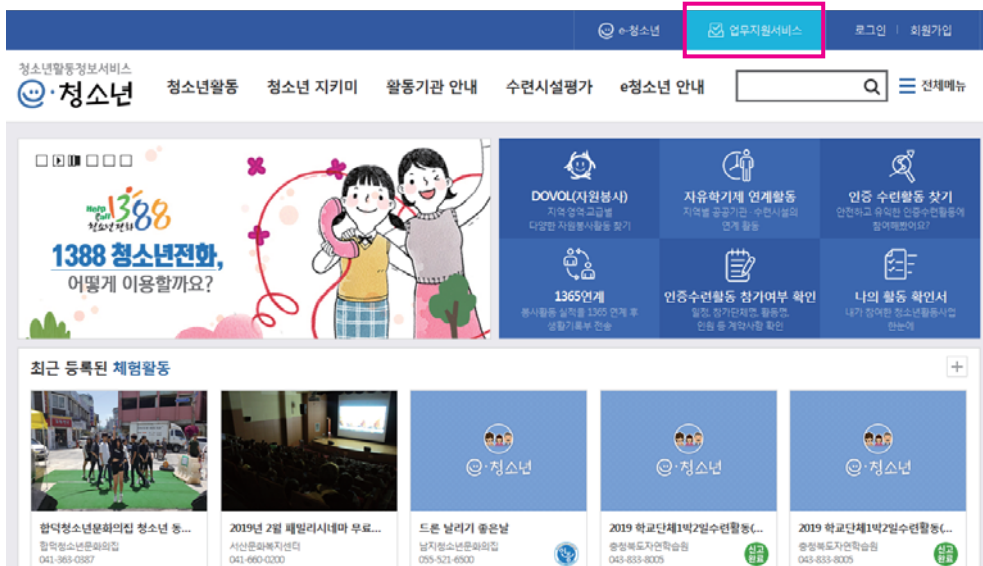 e-청소년
업무지원서비스
로그인 | 회원가입
청소년활동정보서비스
e·청소년
청소년활동
청소년 지키미
활동기관 안내
수련시설평가
e청소년 안내
전체메뉴
Help Call 1388
청소년전화
1388 청소년전화,
어떻게 이용할까요?
DOVOL(자원봉사)
지역 영역 교급별
다양한 자원봉사활동 찾기
자유학기제 연계활동
지역별 공공기관·수련시설의
연계 활동
인증 수련활동 찾기
안전하고 유익한 인증수련활동에
참여해봤어요?
1365연계
봉사활동 실적을 1365 연계 후
생활기록부 전송
인증수련활동 참가여부 확인
일정, 참가단체명, 활동명,
인원 등 계약사항 확인
나의 활동 확인서
내가 참여한 청소년활동사업
한눈에
최근 등록된 체험활동
e·청소년
e·청소년
e·청소년
합덕청소년문화의집 청소년 동...
합덕청소년문화의집
041-363-0387
2019년 2월 패밀리시네마 무료...
서산문화복지센터
041-660-0200
드론 날리기 좋은날
남지청소년문화의집
055-521-6500
2019 학교단체1박2일수련활동(...
충청북도자연학습원
043-833-8005
신고완료
2019 학교단체1박2일수련활동(...
충청북도자연학습원
043-833-8005
신고완료